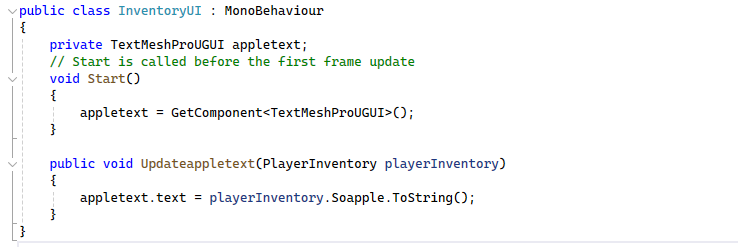 public class InventoryUI : MonoBehaviour
{
    private TextMeshProUGUI appletext;
    // Start is called before the first frame update
    void Start()
    {
        appletext = GetComponent<TextMeshProUGUI>();
    }

    public void Updateappletext(PlayerInventory playerInventory)
    {
        appletext.text = playerInventory.Soapple.ToString();
    }
}